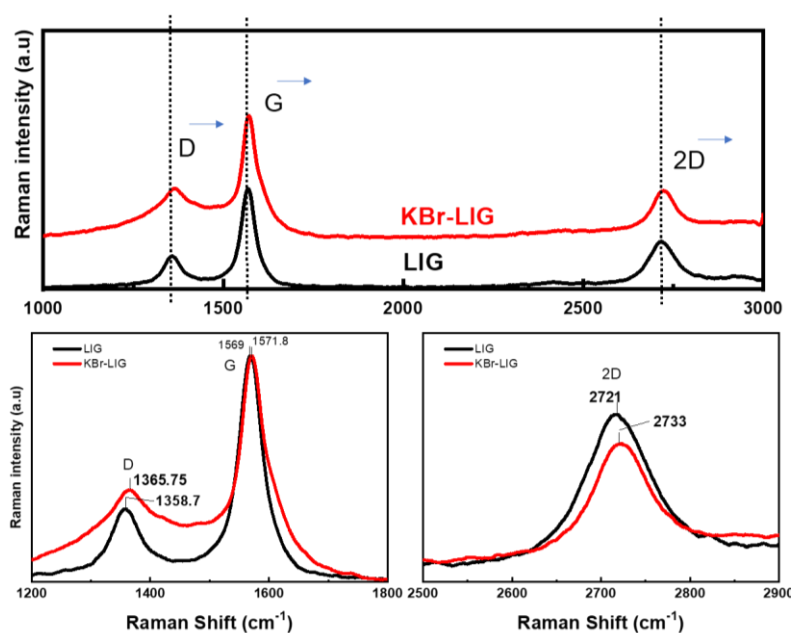 Raman intensity (a.u)
D
G
2D
KBr-LIG
LIG
1000 1500 2000 2500 3000
Raman intensity (a.u)
LIG
KBr-LIG
1569 1571.8
G
D
1365.75
1358.7
1200 1400 1600 1800
Raman Shift (cm⁻¹)
Raman intensity (a.u)
LIG
KBr-LIG
2D
2721
2733
2500 2600 2700 2800 2900
Raman Shift (cm⁻¹)